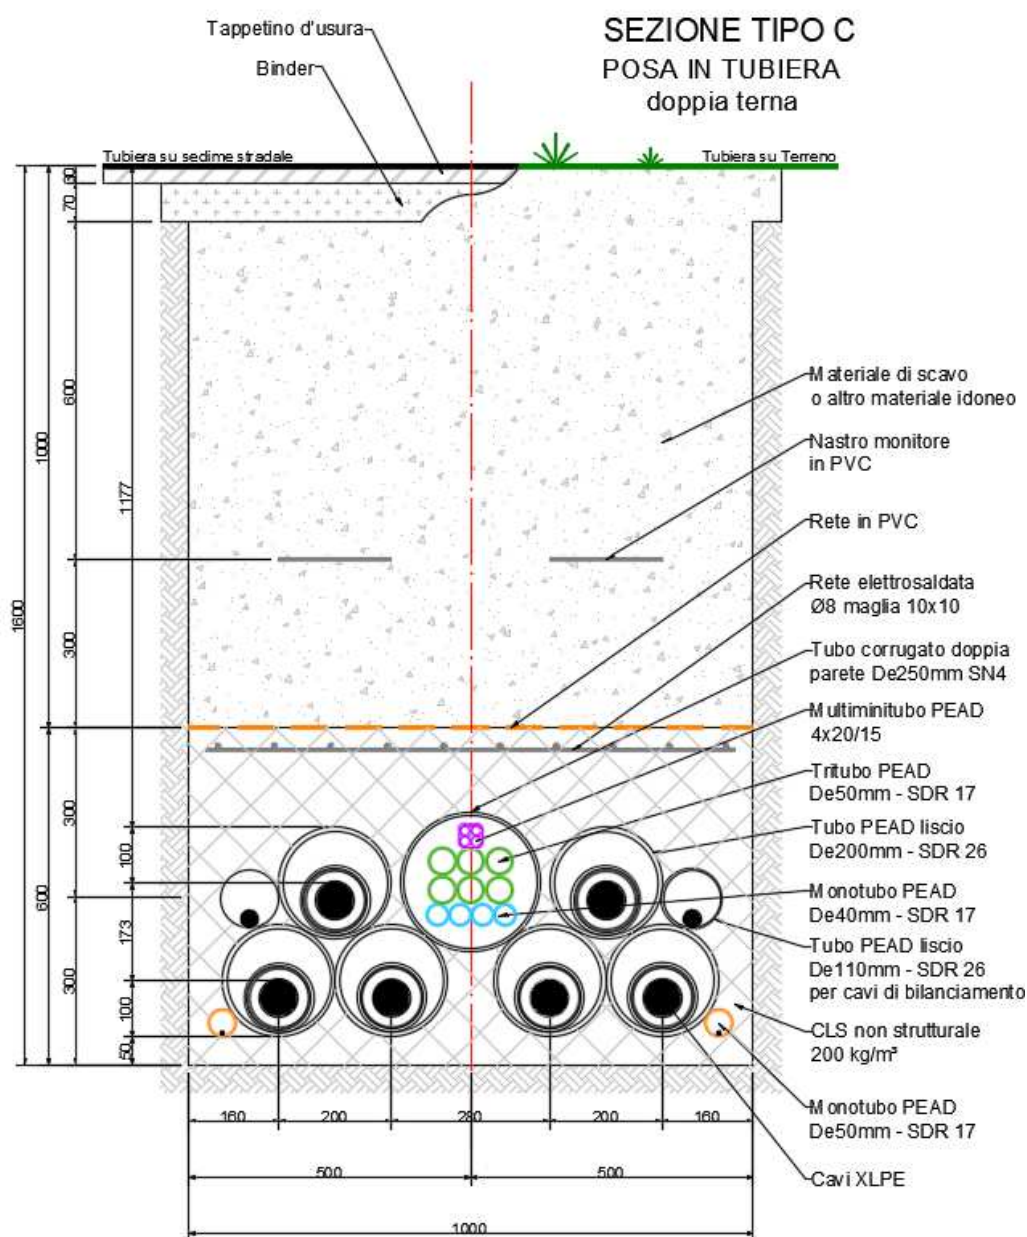 SEZIONE TIPO C
POSA IN TUBIERA
doppia terna
Tappetino d'usura
Binder
Tubiera su sedime stradale
Tubiera su Terreno
30
70
600
1000
1177
1600
300
300
100
600
173
300
100
50
Materiale di scavo
o altro materiale idoneo
Nastro monitore
in PVC
Rete in PVC
Rete elettrosaldata
Ø8 maglia 10x10
Tubo corrugato doppia
parete De250mm SN4
Multiminitubo PEAD
4x20/15
Tritubo PEAD
De50mm - SDR 17
Tubo PEAD liscio
De200mm - SDR 26
Monotubo PEAD
De40mm - SDR 17
Tubo PEAD liscio
De110mm - SDR 26
per cavi di bilanciamento
CLS non strutturale
200 kg/m³
Monotubo PEAD
De50mm - SDR 17
Cavi XLPE
160
200
280
200
160
500
500
1000